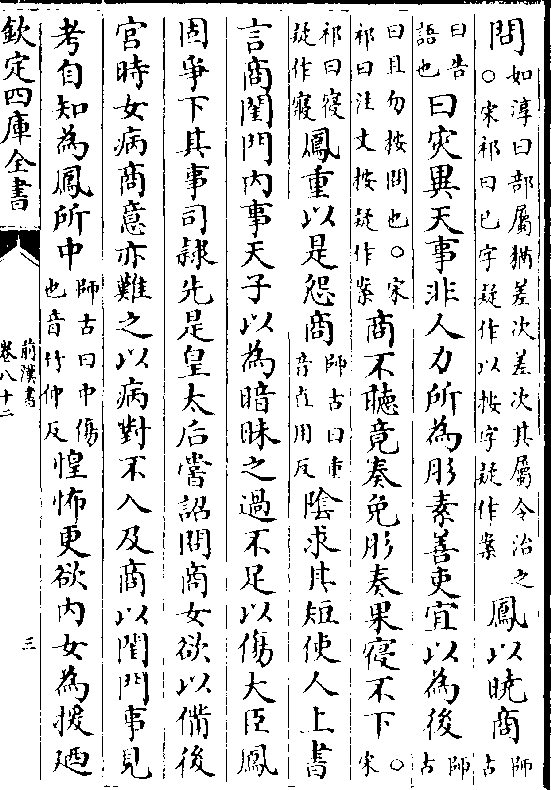 問如淳曰部屬猶差次差次其屬令治之○宋祁曰已字疑作以按字疑作案鳳以曉商師古
曰告語也曰災異天事非人力所為彤素善吏宜以為後師古
曰且勿按問也○宋祁曰注文按疑作案商不聽竟奏免彤奏果寑不下○宋
祁曰寑疑作寢鳳重以是怨商師古曰重音直用反陰求其短使人上書
言商閨門內事天子以為暗昧之過不足以傷大臣鳳
固爭下其事司隸先是皇太后嘗詔問商女欲以備後
宮時女病商意亦難之以病對不入及商以閨門事見
考自知為鳳所中師古曰中傷也音竹仲反惶怖更欲內女為援廼
欽定四庫全書
前漢書
卷八十二
三